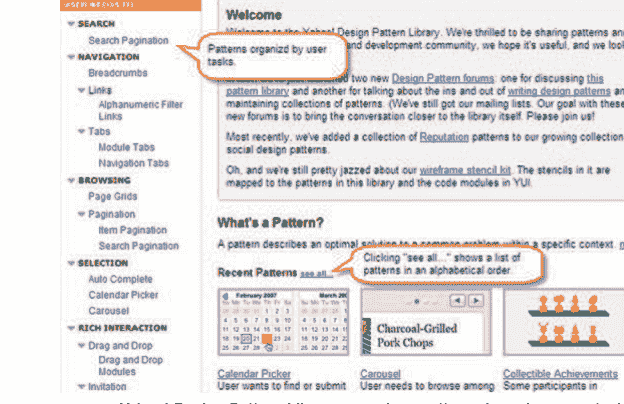 SEARCH
Search Pagination
NAVIGATION
Breadcrumbs
Links
Alphanumeric Filter
Links
Tabs
Module Tabs
Navigation Tabs
BROWSING
Page Grids
Pagination
Item Pagination
Search Pagination
SELECTION
Auto Complete
Calendar Picker
Carousel
RICH INTERACTION
Drag and Drop
Drag and Drop
Modules
Invitation
Patterns organizd by user
tasks.
Welcome
Welcome to the Yahoo! Design Pattern Library. We're thrilled to be sharing patterns an
and development community, we hope it's useful, and we look
two new Design Pattern forums: one for discussing this
pattern library and another for talking about the ins and out of writing design patterns an
maintaining collections of patterns. (We've still got our mailing lists. Our goal with these
new forums is to bring the conversation closer to the library itself. Please join us!
Most recently, we've added a collection of Reputation patterns to our growing collection
social design patterns.
Oh, and we're still pretty jazzed about our wireframe stencil kit. The stencils in it are
mapped to the patterns in this library and the code modules in YUI.
What's a Pattern?
A pattern describes an optimal solution to a common problem within a specific context.
Clicking "see all..." shows a list of
patterns in an alphabetical order.
Recent Patterns see all...
February 2007 March 200
Charcoal-Grilled
Pork Chops
Calendar Picker Carousel Collectible Achievements
User wants to find or submit User needs to browse among Some participants in